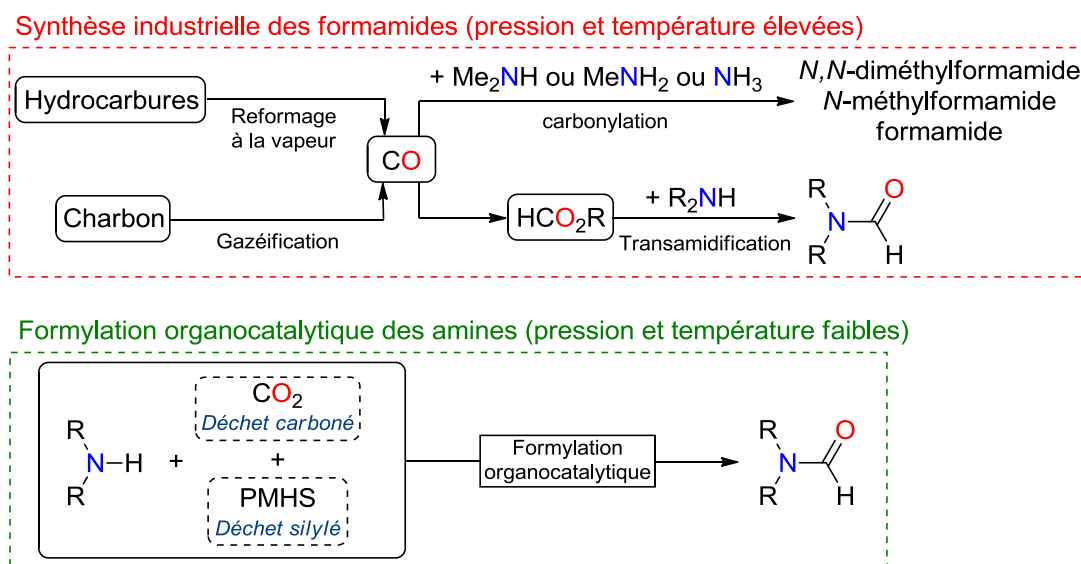 Synthèse industrielle des formamides (pression et température élevées)
Hydrocarbures
Reformage
à la vapeur
CO
+ Me₂NH ou MeNH₂ ou NH₃
carbonylation
N,N-diméthylformamide
N-méthylformamide
formamide
Charbon
Gazéification
HCO₂R
+ R₂NH
Transamidification
R
N
R
O
H
Formylation organocatalytique des amines (pression et température faibles)
R
N-H
R
+
CO₂
Déchet carboné
+
PMHS
Déchet silylé
Formylation
organocatalytique
R
N
R
O
H